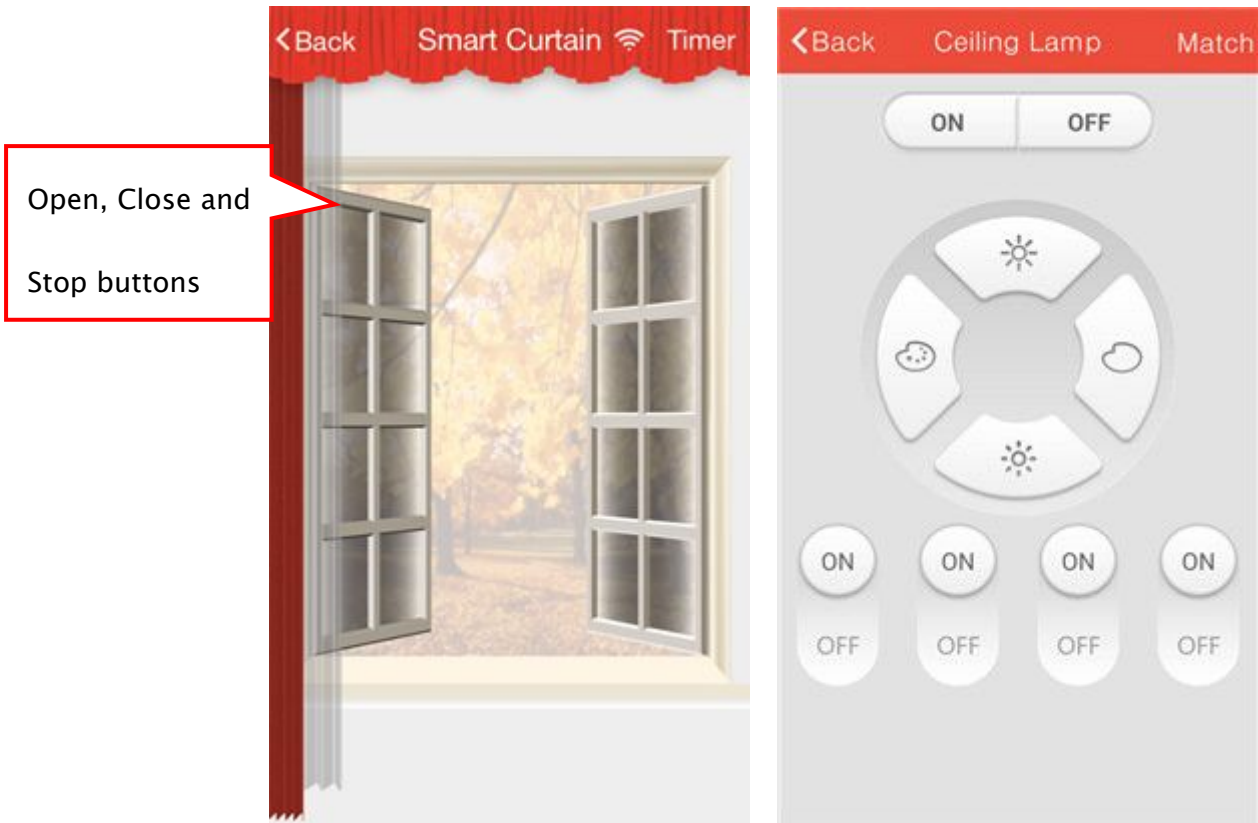 Back Smart Curtain Timer
Open, Close and
Stop buttons
Back Ceiling Lamp Match
ON OFF
ON ON ON ON
OFF OFF OFF OFF